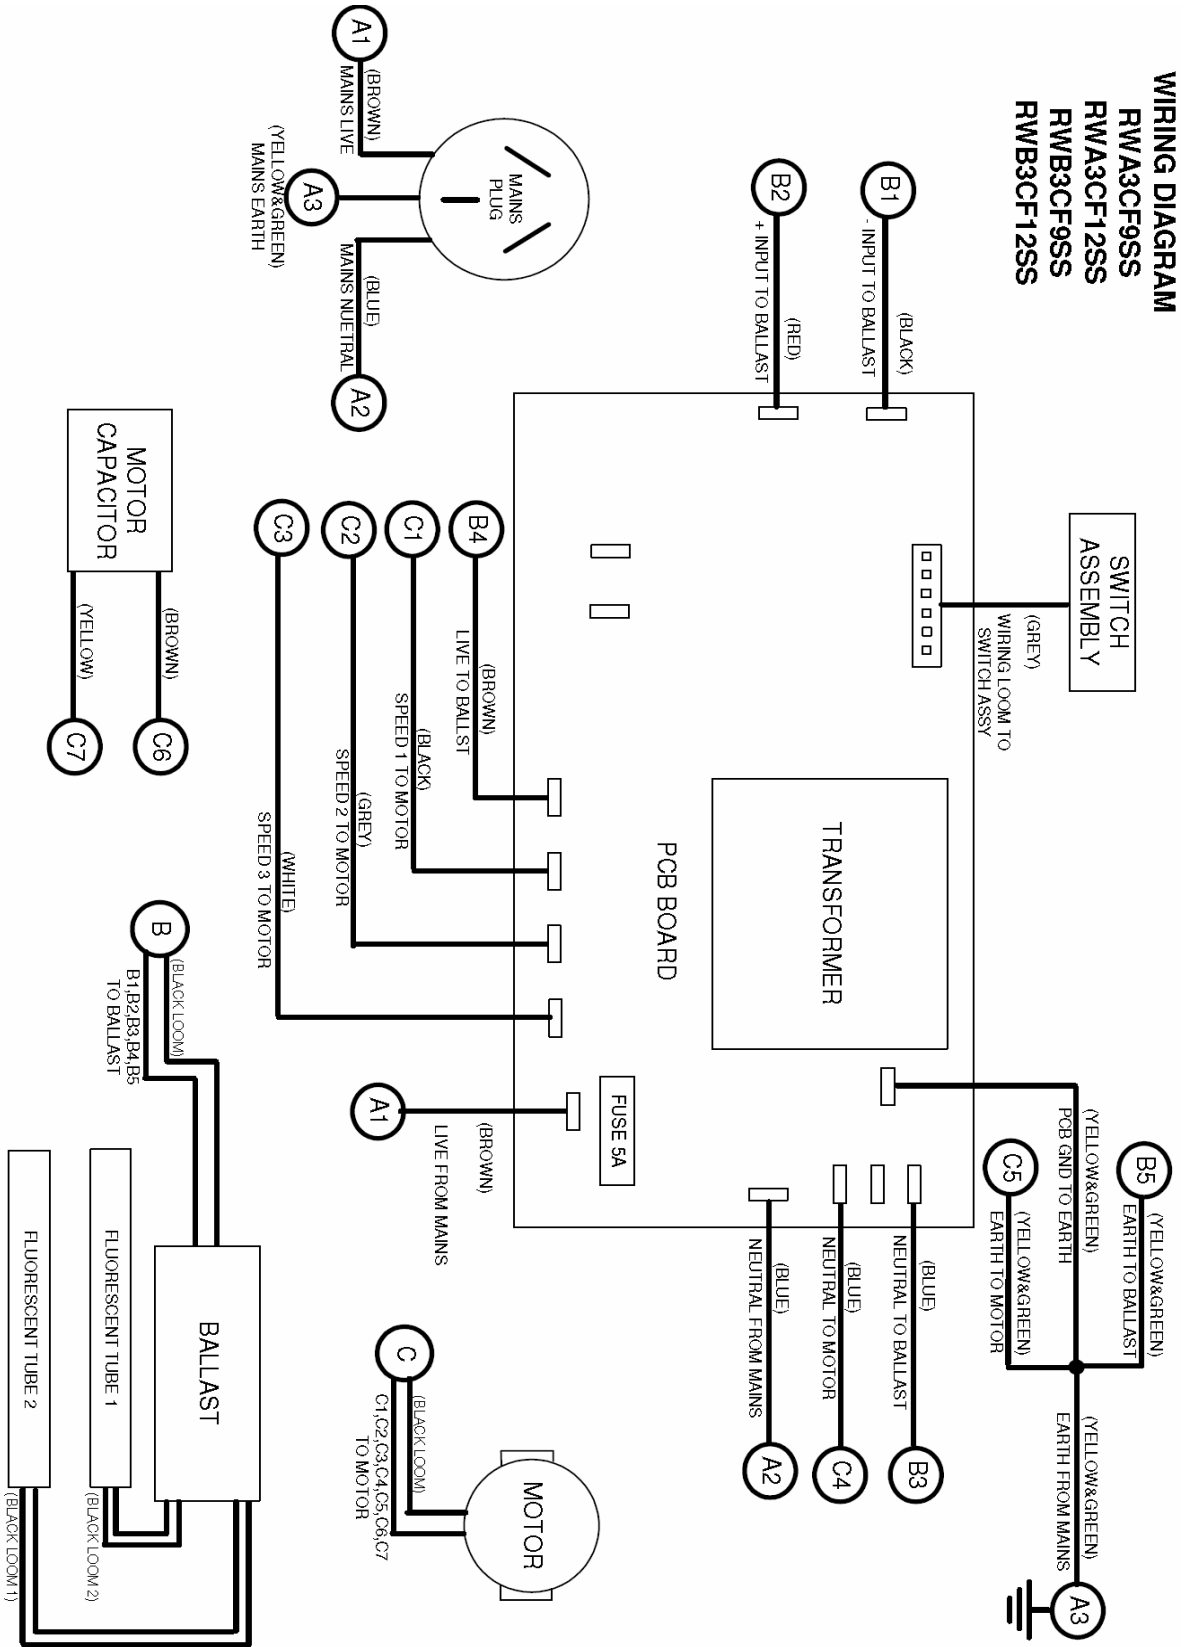 WIRING DIAGRAM
RWA3CF9SS
RWA3CF12SS
RWB3CF9SS
RWB3CF12SS
SWITCH
ASSEMBLY
(GREY)
WIRING LOOM TO
SWITCH ASSY
B1
(BLACK)
- INPUT TO BALLAST
B2
(RED)
+ INPUT TO BALLAST
B5
(YELLOW&GREEN)
EARTH TO BALLAST
(YELLOW&GREEN)
PCB GND TO EARTH
C5
(YELLOW&GREEN)
EARTH TO MOTOR
(YELLOW&GREEN)
EARTH FROM MAINS
A3
TRANSFORMER
PCB BOARD
FUSE 5A
(BLUE)
NEUTRAL TO BALLAST
B3
(BLUE)
NEUTRAL TO MOTOR
C4
(BLUE)
NEUTRAL FROM MAINS
A2
MAINS
PLUG
A1
(BROWN)
MAINS LIVE
A3
(YELLOW&GREEN)
MAINS EARTH
(BLUE)
MAINS NUETRAL
A2
B4
(BROWN)
LIVE TO BALLST
C1
(BLACK)
SPEED 1 TO MOTOR
C2
(GREY)
SPEED 2 TO MOTOR
C3
(WHITE)
SPEED 3 TO MOTOR
A1
(BROWN)
LIVE FROM MAINS
MOTOR
CAPACITOR
(BROWN)
C6
(YELLOW)
C7
C
(BLACK LOOM)
C1,C2,C3,C4,C5,C6,C7
TO MOTOR
MOTOR
B
(BLACK LOOM)
B1,B2,B3,B4,B5
TO BALLAST
BALLAST
FLUORESCENT TUBE 1
(BLACK LOOM 2)
FLUORESCENT TUBE 2
(BLACK LOOM 1)